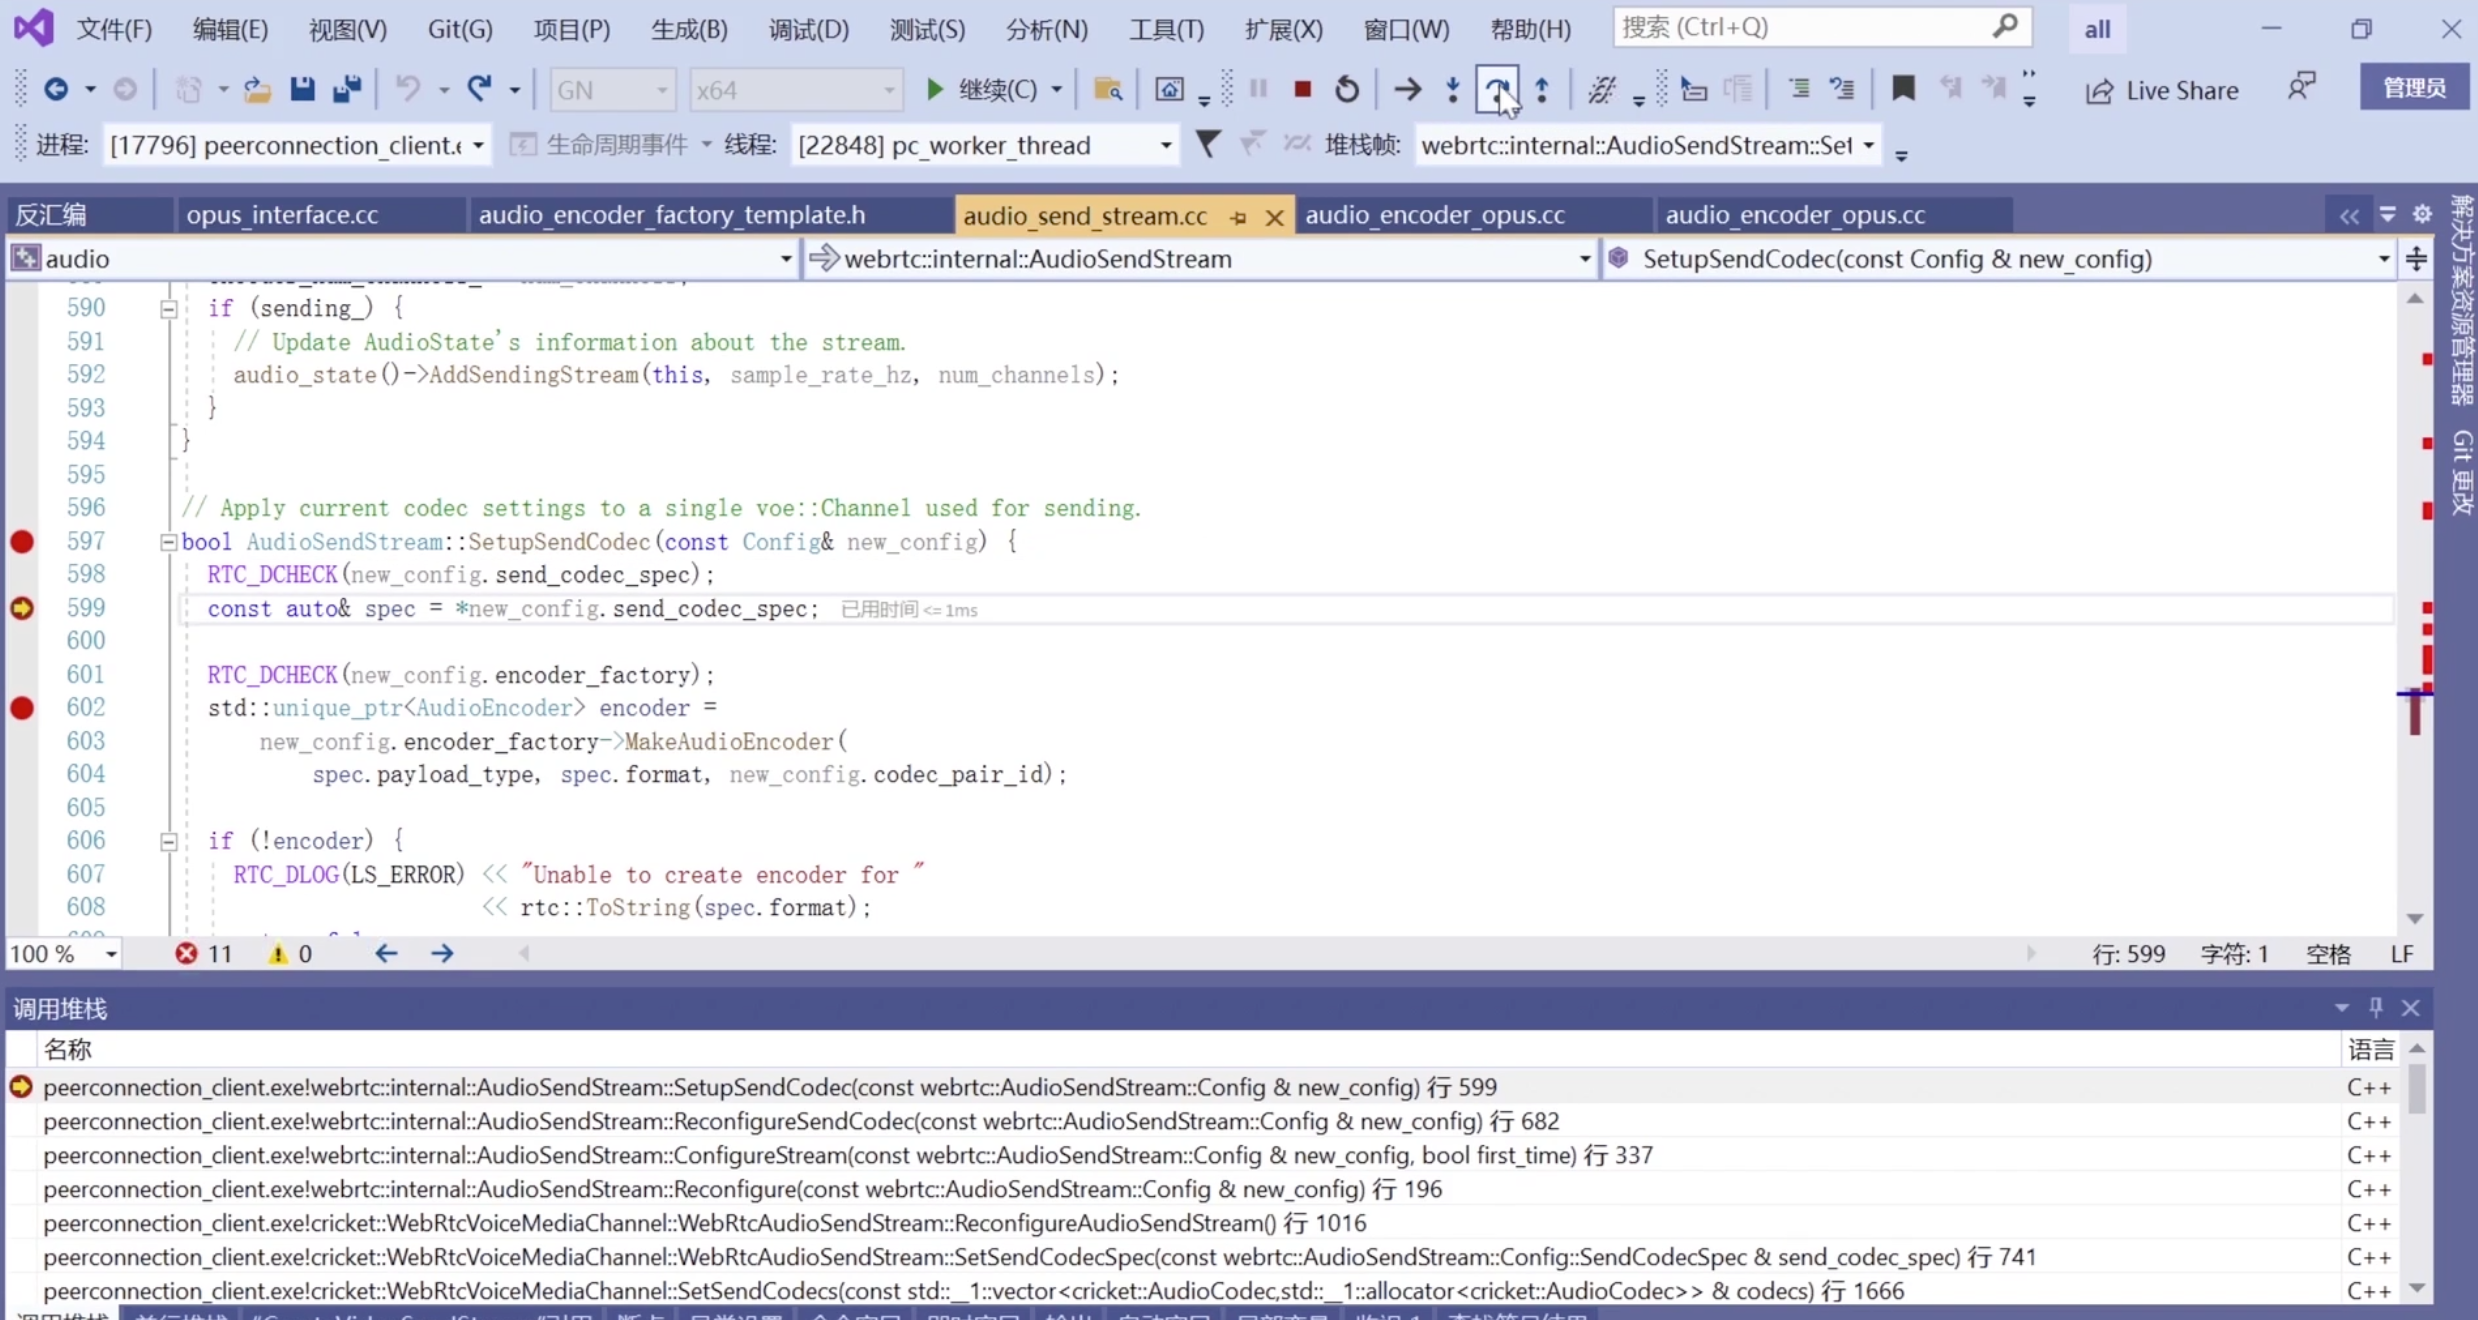 文件(F) 编辑(E) 视图(V) Git(G) 项目(P) 生成(B) 调试(D) 测试(S) 分析(N) 工具(T) 扩展(X) 窗口(W) 帮助(H) 搜索 (Ctrl+Q) all
GN x64 继续(C) Live Share 管理员
进程: [17796] peerconnection_client.e 生命周期事件 线程: [22848] pc_worker_thread 堆栈帧: webrtc::internal::AudioSendStream::Set
反汇编 opus_interface.cc audio_encoder_factory_template.h audio_send_stream.cc audio_encoder_opus.cc audio_encoder_opus.cc
audio webrtc::internal::AudioSendStream SetupSendCodec(const Config & new_config)
解决方案资源管理器
Git 更改
590 if (sending_) {
591 // Update AudioState's information about the stream.
592 audio_state()->AddSendingStream(this, sample_rate_hz, num_channels);
593 }
594 }
595
596 // Apply current codec settings to a single voe::Channel used for sending.
597 bool AudioSendStream::SetupSendCodec(const Config& new_config) {
598 RTC_DCHECK(new_config.send_codec_spec);
599 const auto& spec = *new_config.send_codec_spec; 已用时间 <= 1ms
600
601 RTC_DCHECK(new_config.encoder_factory);
602 std::unique_ptr<AudioEncoder> encoder =
603 new_config.encoder_factory->MakeAudioEncoder(
604 spec.payload_type, spec.format, new_config.codec_pair_id);
605
606 if (!encoder) {
607 RTC_DLOG(LS_ERROR) << "Unable to create encoder for "
608 << rtc::ToString(spec.format);
100 % 11 0 行: 599 字符: 1 空格 LF
调用堆栈
名称 语言
peerconnection_client.exe!webrtc::internal::AudioSendStream::SetupSendCodec(const webrtc::AudioSendStream::Config & new_config) 行 599 C++
peerconnection_client.exe!webrtc::internal::AudioSendStream::ReconfigureSendCodec(const webrtc::AudioSendStream::Config & new_config) 行 682 C++
peerconnection_client.exe!webrtc::internal::AudioSendStream::ConfigureStream(const webrtc::AudioSendStream::Config & new_config, bool first_time) 行 337 C++
peerconnection_client.exe!webrtc::internal::AudioSendStream::Reconfigure(const webrtc::AudioSendStream::Config & new_config) 行 196 C++
peerconnection_client.exe!cricket::WebRtcVoiceMediaChannel::WebRtcAudioSendStream::ReconfigureAudioSendStream() 行 1016 C++
peerconnection_client.exe!cricket::WebRtcVoiceMediaChannel::WebRtcAudioSendStream::SetSendCodecSpec(const webrtc::AudioSendStream::Config::SendCodecSpec & send_codec_spec) 行 741 C++
peerconnection_client.exe!cricket::WebRtcVoiceMediaChannel::SetSendCodecs(const std::__1::vector<cricket::AudioCodec,std::__1::allocator<cricket::AudioCodec>> & codecs) 行 1666 C++